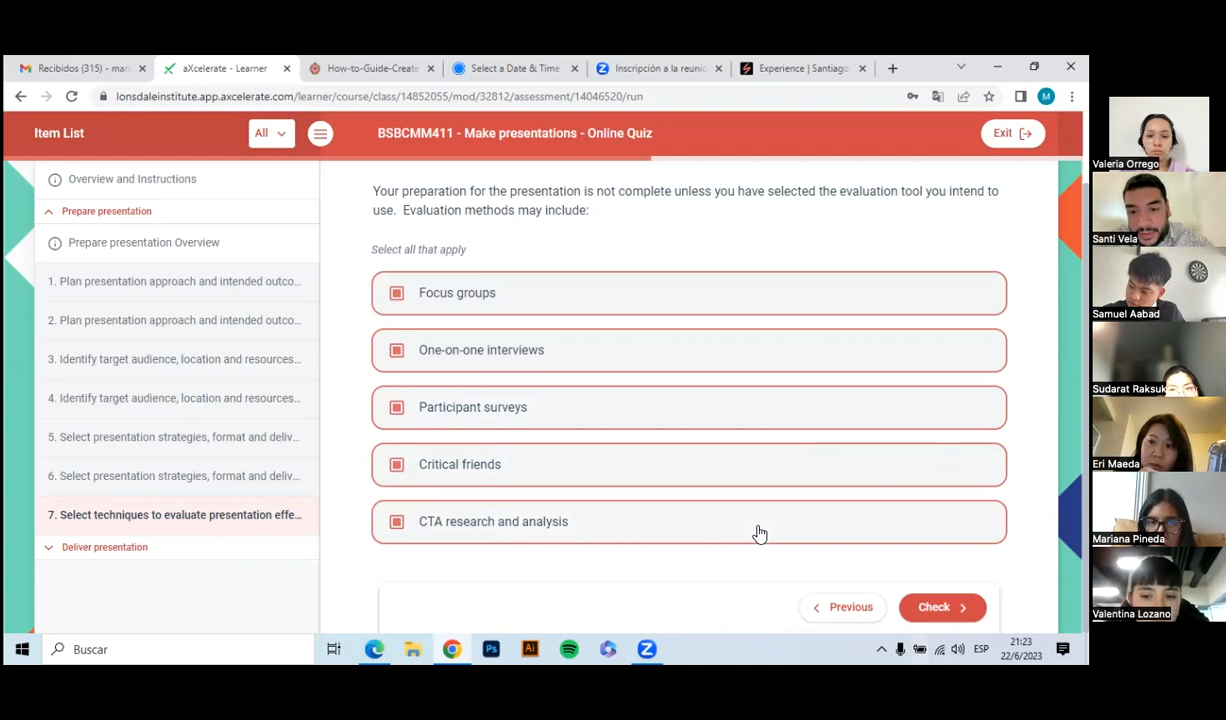 Recibidos (315) - man
aXcelerate - Learner
How-to-Guide-Create
Select a Date & Time
Inscripción a la reuni
Experience | Santiago
lonsdaleinstitute.app.axcelerate.com/learner/course/class/14852055/mod/32812/assessment/14046520/run
M
Item List
All
BSBCMM411 - Make presentations - Online Quiz
Exit
Overview and Instructions
Prepare presentation
Prepare presentation Overview
1. Plan presentation approach and intended outco...
2. Plan presentation approach and intended outco...
3. Identify target audience, location and resources...
4. Identify target audience, location and resources...
5. Select presentation strategies, format and deliv...
6. Select presentation strategies, format and deliv...
7. Select techniques to evaluate presentation effe...
Deliver presentation
Your preparation for the presentation is not complete unless you have selected the evaluation tool you intend to
use. Evaluation methods may include:
Select all that apply
Focus groups
One-on-one interviews
Participant surveys
Critical friends
CTA research and analysis
Previous
Check
Valeria Orrego
Santi Vela
Samuel Aabad
Sudarat Raksuk
Eri Maeda
Mariana Pineda
Valentina Lozano
Buscar
Ps
Ai
ESP
21:23
22/6/2023